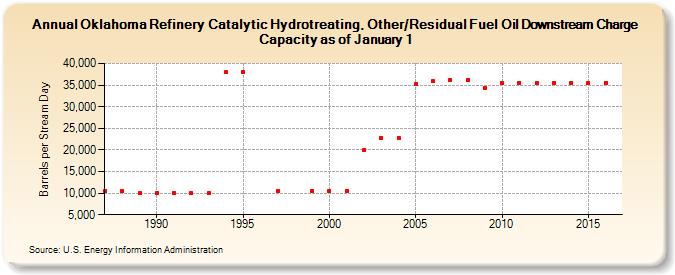 Annual Oklahoma Refinery Catalytic Hydrotreating, Other/Residual Fuel Oil Downstream Charge
Capacity as of January 1
Barrels per Stream Day
40,000
35,000
30,000
25,000
20,000
15,000
10,000
5,000
1990 1995 2000 2005 2010 2015
Source: U.S. Energy Information Administration